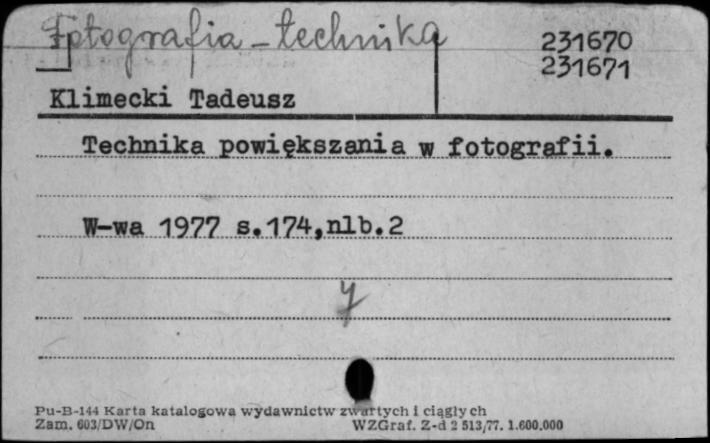 Fotografia - technika
231670
231671
Klimecki Tadeusz
Technika powiększania w fotografii.
W-wa 1977 s.174,nlb.2
y
Pu-B-144 Karta katalogowa wydawnictw zwartych i ciągłych
Zam. 603/DW/On WZGraf. Z-d 2 513/77. 1.600.000